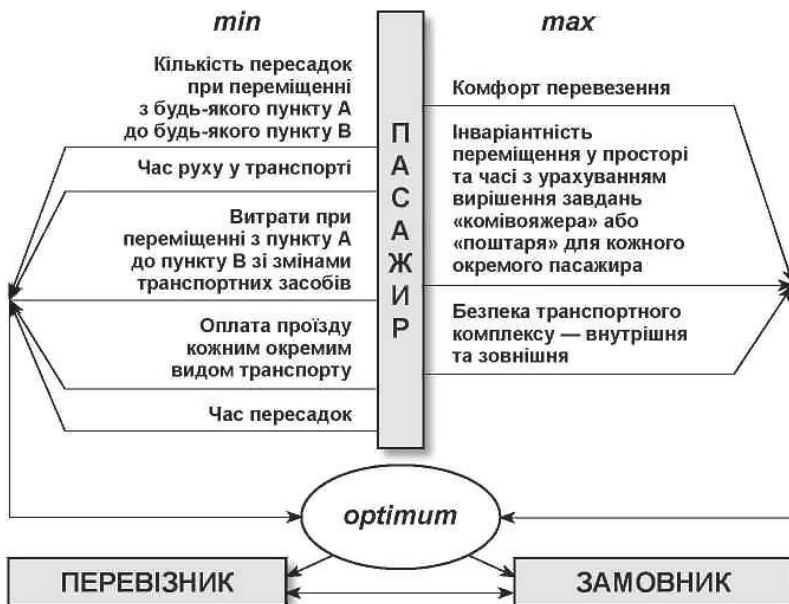 min
max
Кількість пересадок
при переміщенні
з будь-якого пункту А
до будь-якого пункту В
Час руху у транспорті
Витрати при
переміщенні з пункту А
до пункту В зі змінами
транспортних засобів
Оплата проїзду
кожним окремим
видом транспорту
Час пересадок
ПАСАЖИР
Комфорт перевезення
Інваріантність
переміщення у просторі
та часі з урахуванням
вирішення завдань
«комівояжера» або
«поштаря» для кожного
окремого пасажира
Безпека транспортного
комплексу — внутрішня
та зовнішня
optimum
ПЕРЕВІЗНИК
ЗАМОВНИК